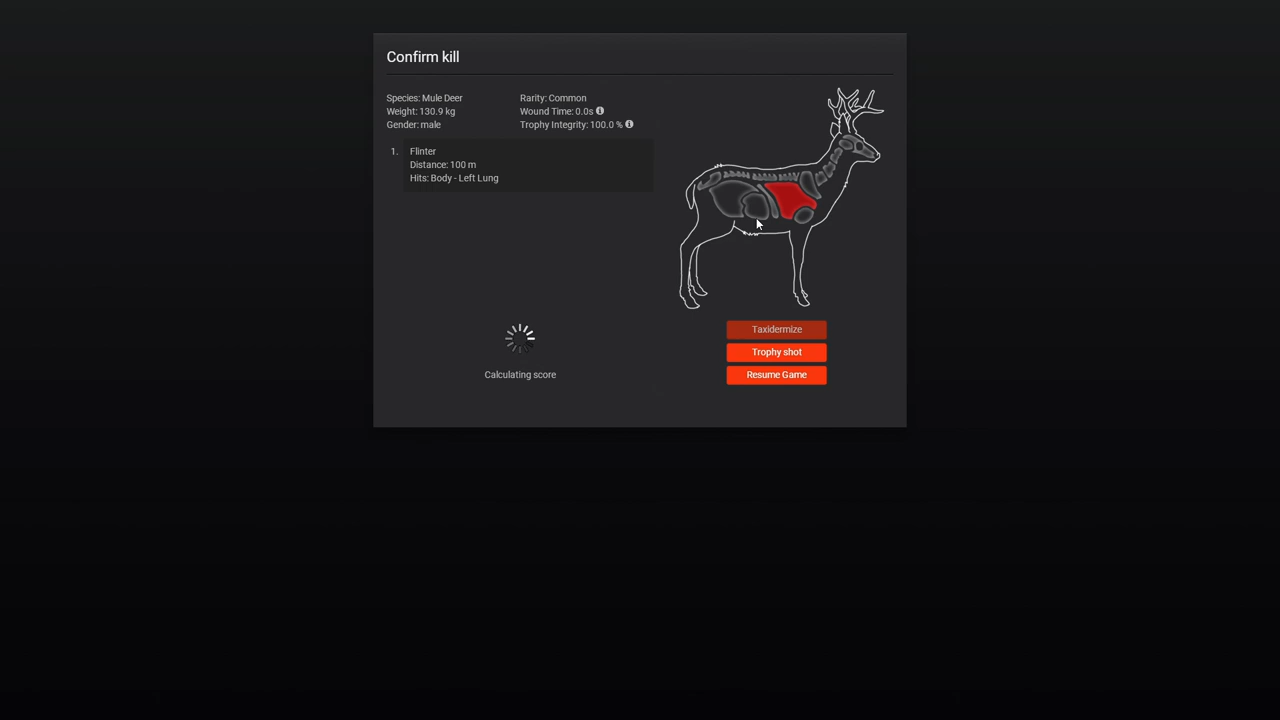 Confirm kill
Species: Mule Deer
Weight: 130.9 kg
Gender: male
Rarity: Common
Wound Time: 0.0s
Trophy Integrity: 100.0 %
1. Flinter
Distance: 100 m
Hits: Body - Left Lung
Calculating score
Taxidermize
Trophy shot
Resume Game